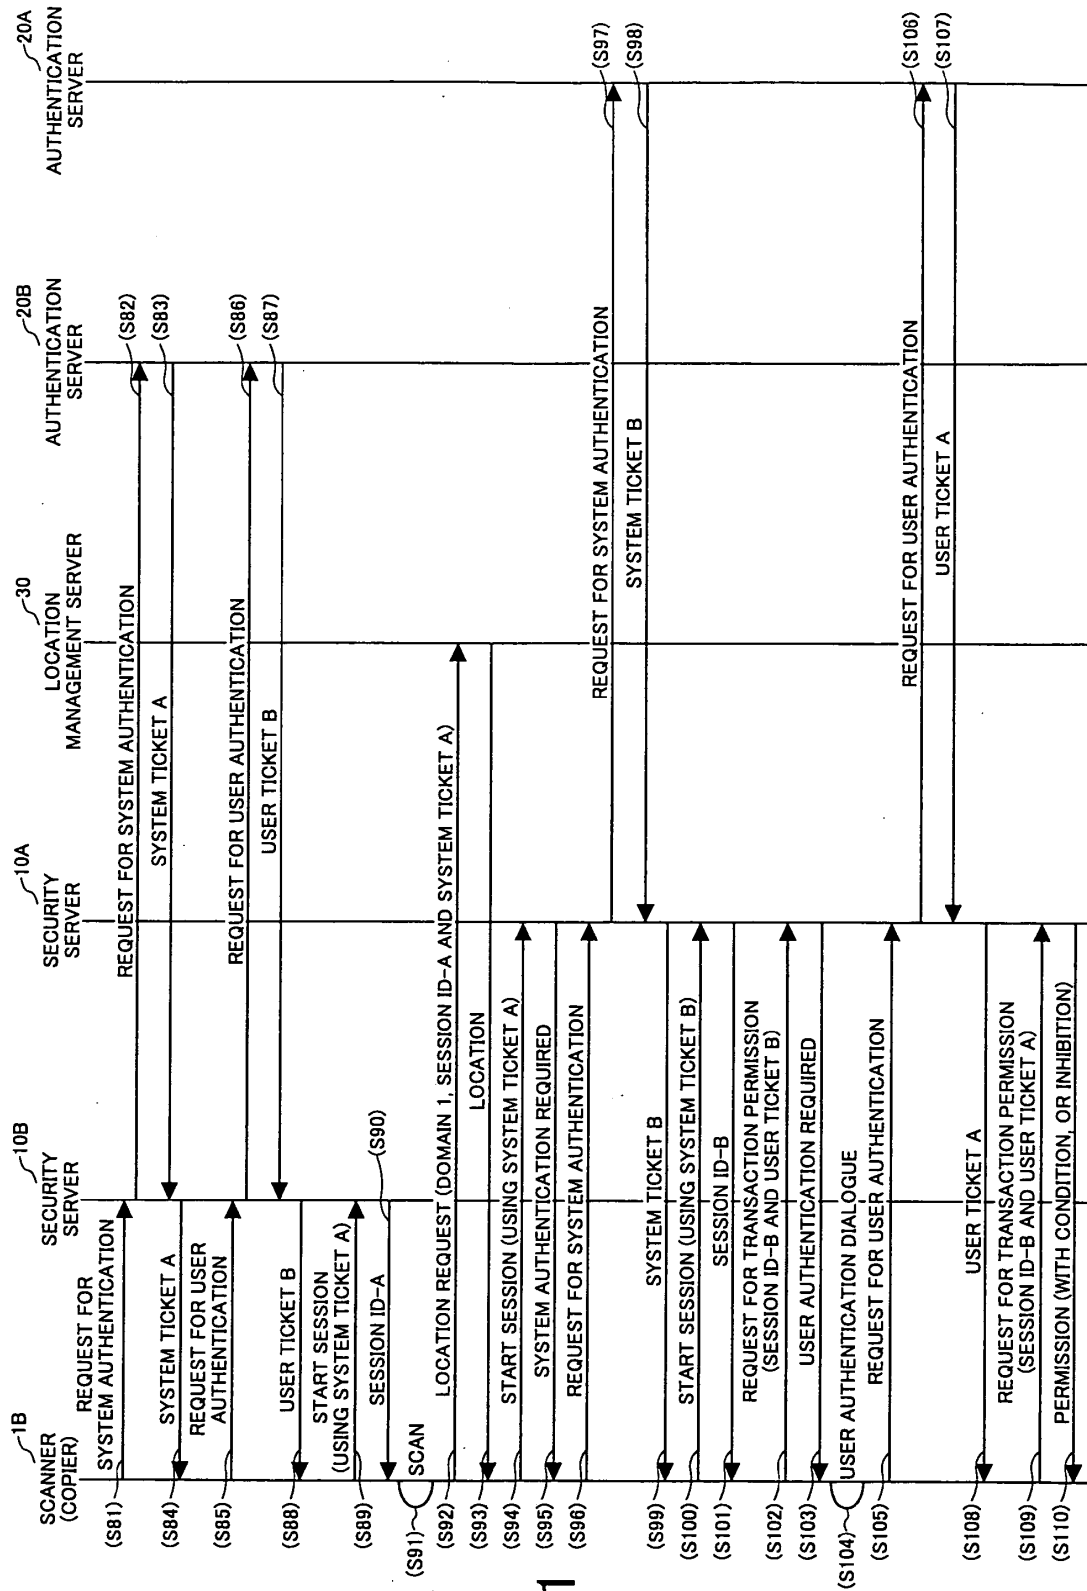 1B
SCANNER
(COPIER)
10B
SECURITY
SERVER
10A
SECURITY
SERVER
30
LOCATION
MANAGEMENT SERVER
20B
AUTHENTICATION
SERVER
20A
AUTHENTICATION
SERVER
(S81)
REQUEST FOR
SYSTEM AUTHENTICATION
REQUEST FOR SYSTEM AUTHENTICATION
(S82)
SYSTEM TICKET A
(S83)
(S84)
SYSTEM TICKET A
(S85)
REQUEST FOR USER
AUTHENTICATION
REQUEST FOR USER AUTHENTICATION
(S86)
USER TICKET B
(S87)
(S88)
USER TICKET B
(S89)
START SESSION
(USING SYSTEM TICKET A)
SESSION ID-A
(S90)
(S91)
SCAN
(S92)
LOCATION REQUEST (DOMAIN 1, SESSION ID-A AND SYSTEM TICKET A)
(S93)
LOCATION
(S94)
START SESSION (USING SYSTEM TICKET A)
(S95)
SYSTEM AUTHENTICATION REQUIRED
(S96)
REQUEST FOR SYSTEM AUTHENTICATION
REQUEST FOR SYSTEM AUTHENTICATION
(S97)
SYSTEM TICKET B
(S98)
(S99)
SYSTEM TICKET B
(S100)
START SESSION (USING SYSTEM TICKET B)
(S101)
SESSION ID-B
(S102)
REQUEST FOR TRANSACTION PERMISSION
(SESSION ID-B AND USER TICKET B)
(S103)
USER AUTHENTICATION REQUIRED
(S104)
USER AUTHENTICATION DIALOGUE
(S105)
REQUEST FOR USER AUTHENTICATION
REQUEST FOR USER AUTHENTICATION
(S106)
USER TICKET A
(S107)
(S108)
USER TICKET A
(S109)
REQUEST FOR TRANSACTION PERMISSION
(SESSION ID-B AND USER TICKET A)
(S110)
PERMISSION (WITH CONDITION, OR INHIBITION)